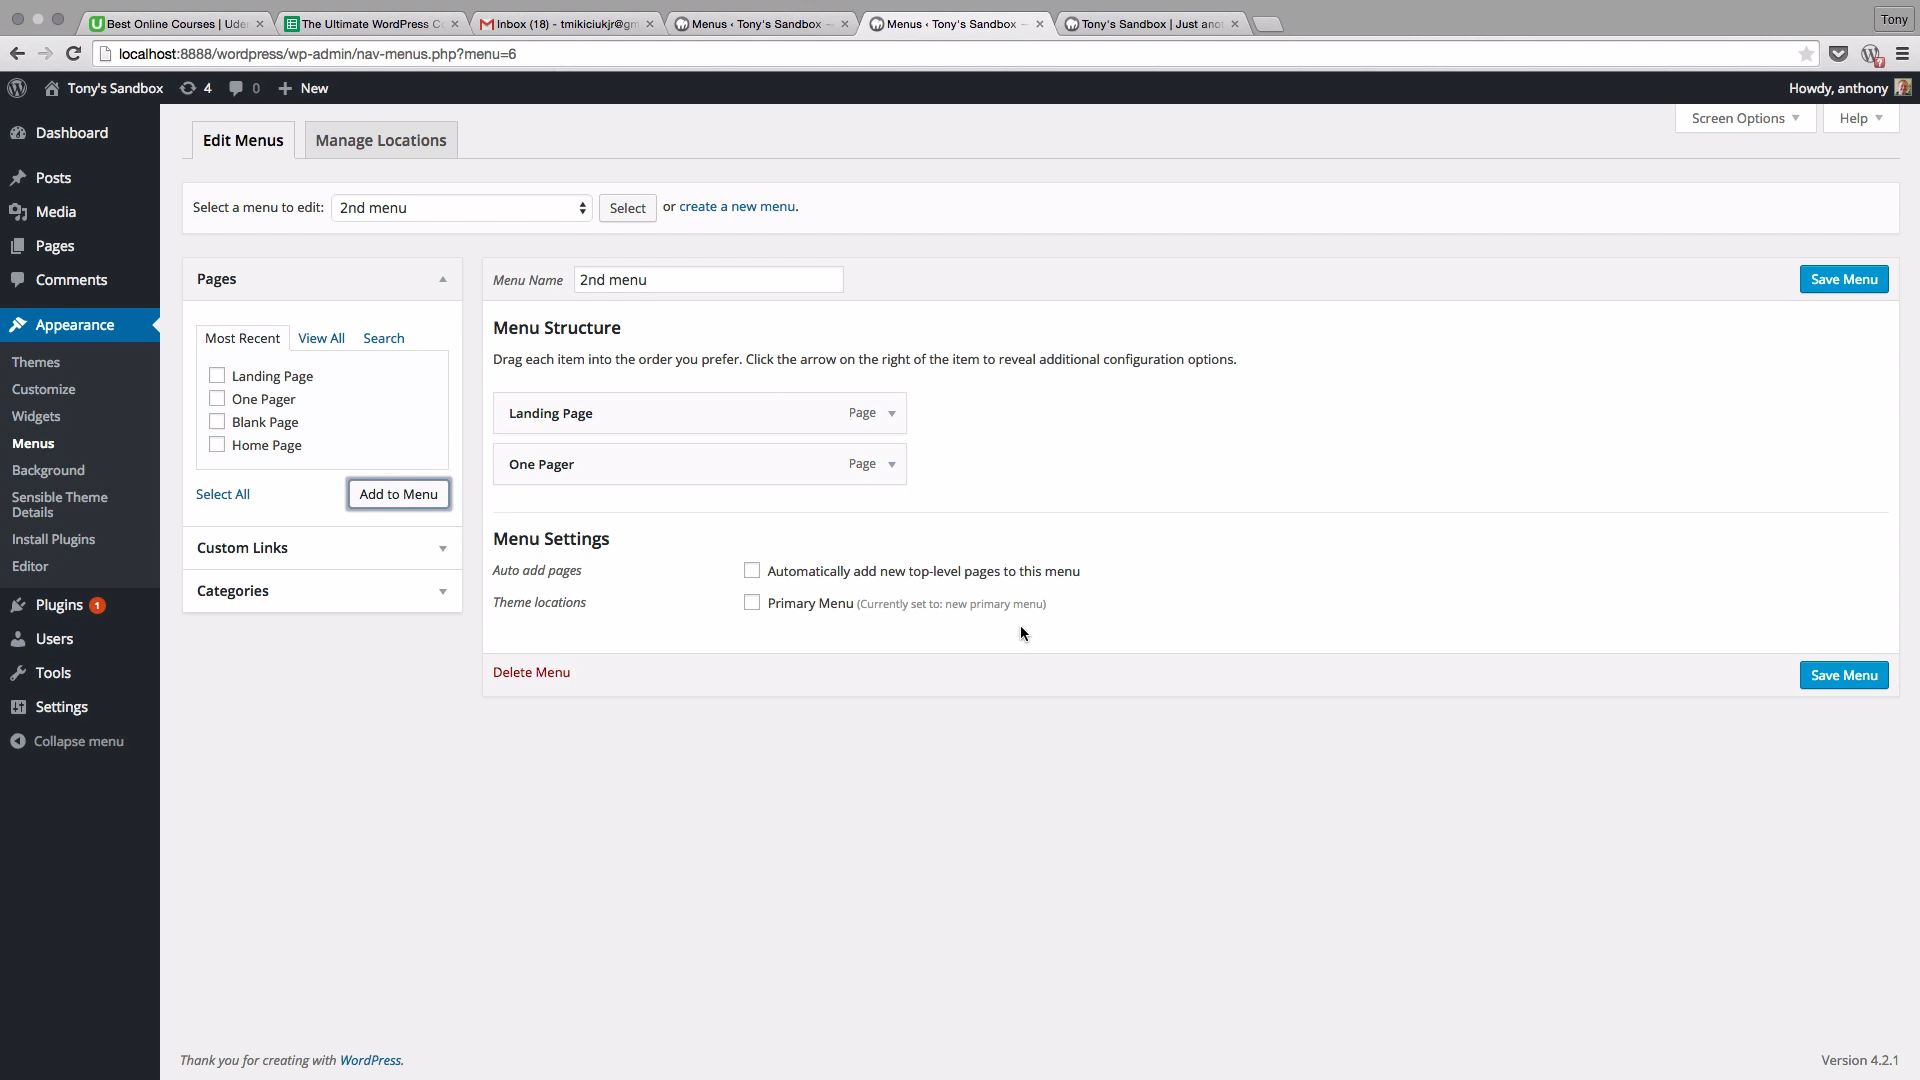 Best Online Courses | Ude
The Ultimate WordPress C
Inbox (18) - tmikiciukjr@gm
Menus ‹ Tony's Sandbox —
Menus ‹ Tony's Sandbox —
Tony's Sandbox | Just ano
Tony
localhost:8888/wordpress/wp-admin/nav-menus.php?menu=6
Tony's Sandbox 4 0 + New
Howdy, anthony
Dashboard
Posts
Media
Pages
Comments
Appearance
Themes
Customize
Widgets
Menus
Background
Sensible Theme
Details
Install Plugins
Editor
Plugins 1
Users
Tools
Settings
Collapse menu
Edit Menus
Manage Locations
Screen Options
Help
Select a menu to edit: 2nd menu Select or create a new menu.
Pages
Most Recent View All Search
Landing Page
One Pager
Blank Page
Home Page
Select All Add to Menu
Custom Links
Categories
Menu Name 2nd menu Save Menu
Menu Structure
Drag each item into the order you prefer. Click the arrow on the right of the item to reveal additional configuration options.
Landing Page Page
One Pager Page
Menu Settings
Auto add pages Automatically add new top-level pages to this menu
Theme locations Primary Menu (Currently set to: new primary menu)
Delete Menu Save Menu
Thank you for creating with WordPress.
Version 4.2.1